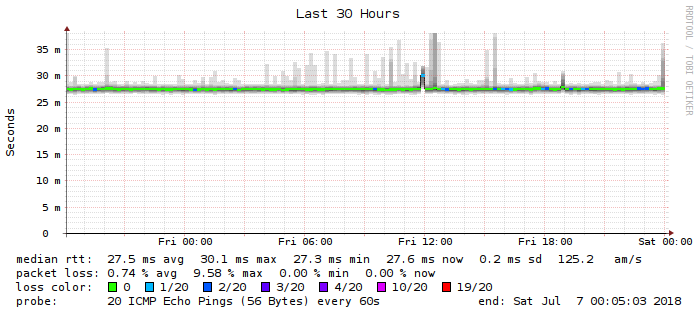 Last 30 Hours
RRDTOOL / TOBI OETIKER
Seconds
35 m
30 m
25 m
20 m
15 m
10 m
5 m
0
Fri 00:00 Fri 06:00 Fri 12:00 Fri 18:00 Sat 00:00
median rtt: 27.5 ms avg 30.1 ms max 27.3 ms min 27.6 ms now 0.2 ms sd 125.2 am/s
packet loss: 0.74 % avg 9.58 % max 0.00 % min 0.00 % now
loss color: 0 1/20 2/20 3/20 4/20 10/20 19/20
probe: 20 ICMP Echo Pings (56 Bytes) every 60s end: Sat Jul 7 00:05:03 2018